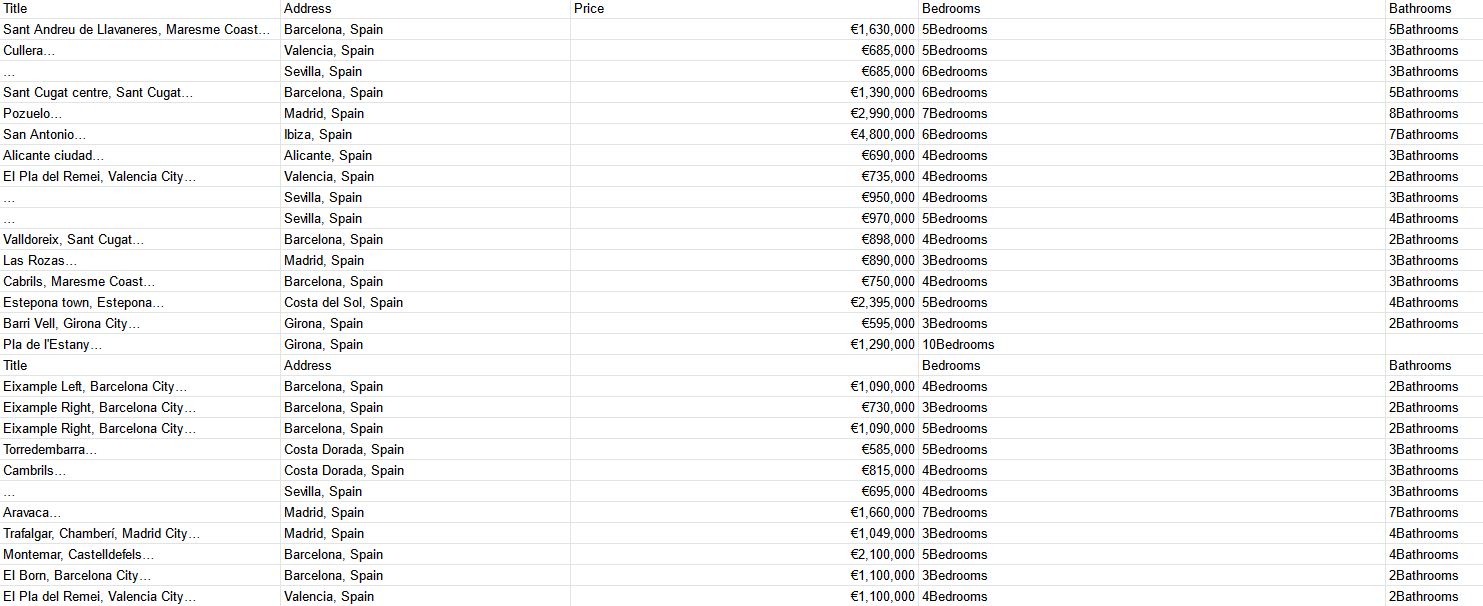 Title Address Price Bedrooms Bathrooms
Sant Andreu de Llavaneres, Maresme Coast… Barcelona, Spain €1,630,000 5Bedrooms 5Bathrooms
Cullera… Valencia, Spain €685,000 5Bedrooms 3Bathrooms
… Sevilla, Spain €685,000 6Bedrooms 3Bathrooms
Sant Cugat centre, Sant Cugat… Barcelona, Spain €1,390,000 6Bedrooms 5Bathrooms
Pozuelo… Madrid, Spain €2,990,000 7Bedrooms 8Bathrooms
San Antonio… Ibiza, Spain €4,800,000 6Bedrooms 7Bathrooms
Alicante ciudad… Alicante, Spain €690,000 4Bedrooms 3Bathrooms
El Pla del Remei, Valencia City… Valencia, Spain €735,000 4Bedrooms 2Bathrooms
… Sevilla, Spain €950,000 4Bedrooms 3Bathrooms
… Sevilla, Spain €970,000 5Bedrooms 4Bathrooms
Valldoreix, Sant Cugat… Barcelona, Spain €898,000 4Bedrooms 2Bathrooms
Las Rozas… Madrid, Spain €890,000 3Bedrooms 3Bathrooms
Cabrils, Maresme Coast… Barcelona, Spain €750,000 4Bedrooms 3Bathrooms
Estepona town, Estepona… Costa del Sol, Spain €2,395,000 5Bedrooms 4Bathrooms
Barri Vell, Girona City… Girona, Spain €595,000 3Bedrooms 2Bathrooms
Pla de l'Estany… Girona, Spain €1,290,000 10Bedrooms
Title Address Bedrooms Bathrooms
Eixample Left, Barcelona City… Barcelona, Spain €1,090,000 4Bedrooms 2Bathrooms
Eixample Right, Barcelona City… Barcelona, Spain €730,000 3Bedrooms 2Bathrooms
Eixample Right, Barcelona City… Barcelona, Spain €1,090,000 5Bedrooms 2Bathrooms
Torredembarra… Costa Dorada, Spain €585,000 5Bedrooms 3Bathrooms
Cambrils… Costa Dorada, Spain €815,000 4Bedrooms 3Bathrooms
… Sevilla, Spain €695,000 4Bedrooms 3Bathrooms
Aravaca… Madrid, Spain €1,660,000 7Bedrooms 7Bathrooms
Trafalgar, Chamberí, Madrid City… Madrid, Spain €1,049,000 3Bedrooms 4Bathrooms
Montemar, Castelldefels… Barcelona, Spain €2,100,000 5Bedrooms 4Bathrooms
El Born, Barcelona City… Barcelona, Spain €1,100,000 3Bedrooms 2Bathrooms
El Pla del Remei, Valencia City… Valencia, Spain €1,100,000 4Bedrooms 2Bathrooms